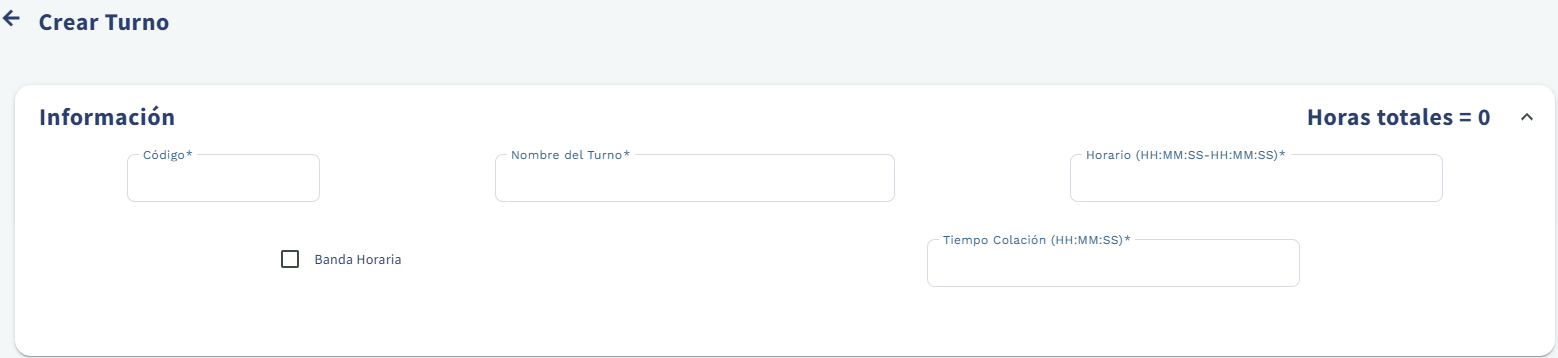 Crear Turno
Información
Horas totales = 0
Código*
Nombre del Turno*
Horario (HH:MM:SS-HH:MM:SS)*
Banda Horaria
Tiempo Colación (HH:MM:SS)*